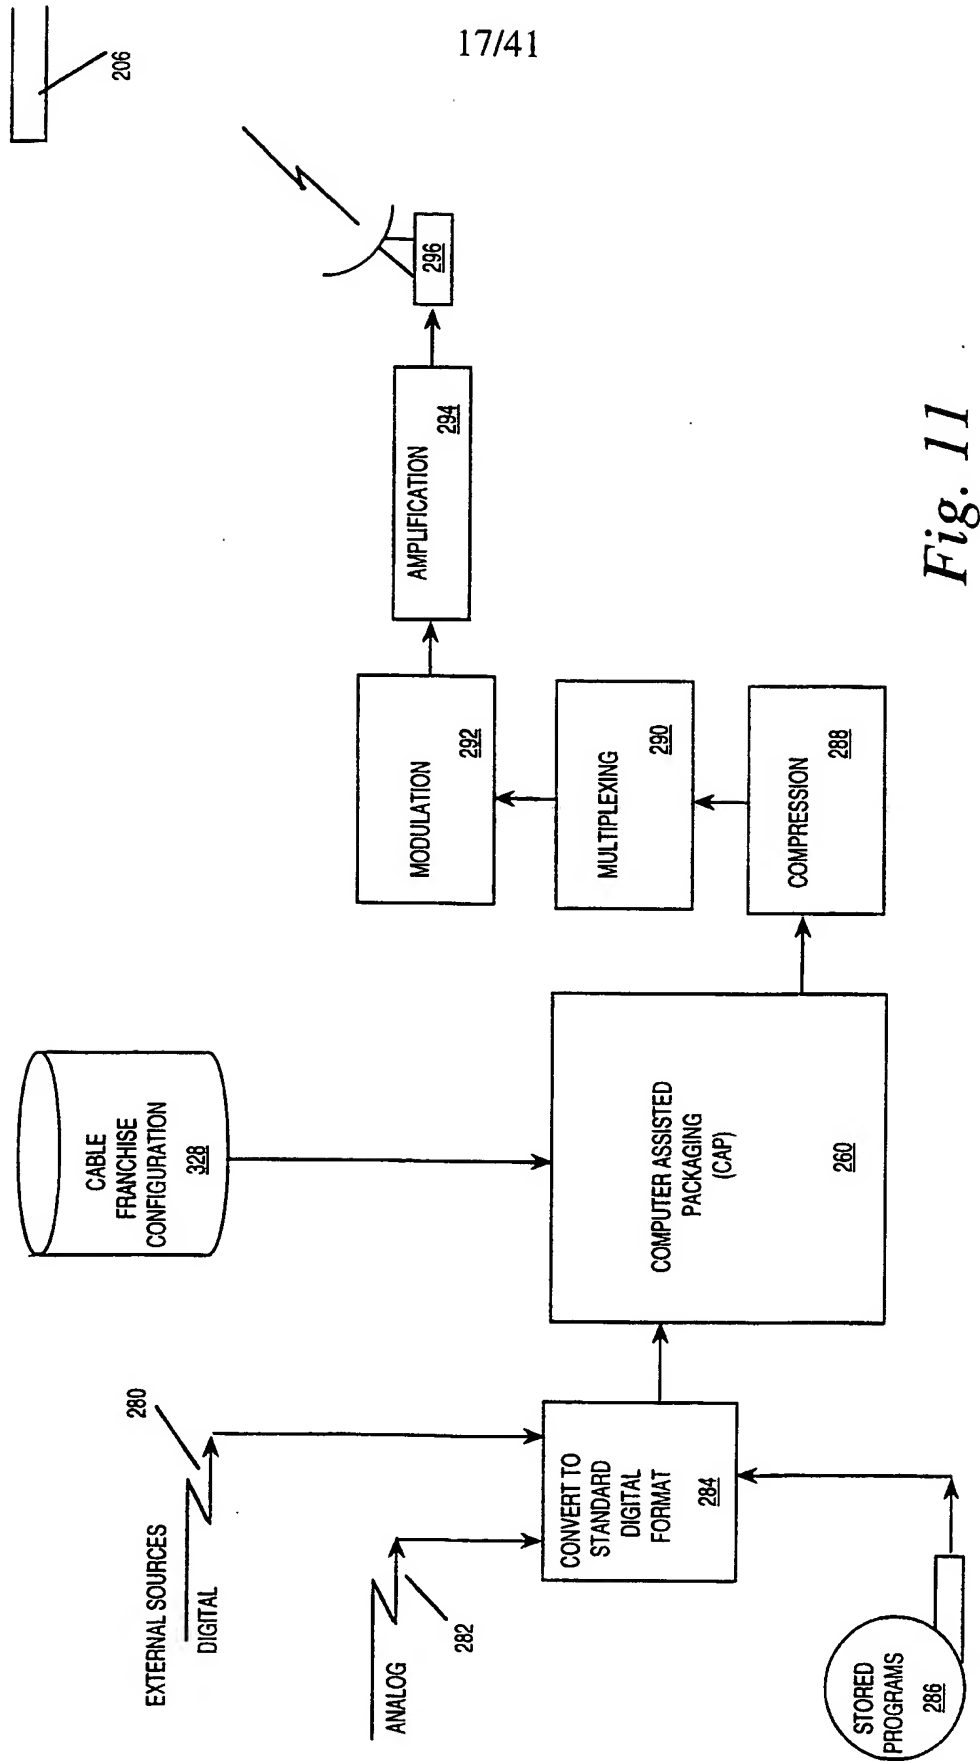 17/41
206
296
AMPLIFICATION
294
MODULATION
292
MULTIPLEXING
290
COMPRESSION
288
CABLE
FRANCHISE
CONFIGURATION
328
COMPUTER ASSISTED
PACKAGING
(CAP)
260
EXTERNAL SOURCES
DIGITAL
280
ANALOG
282
CONVERT TO
STANDARD
DIGITAL
FORMAT
284
STORED
PROGRAMS
286
Fig. 11